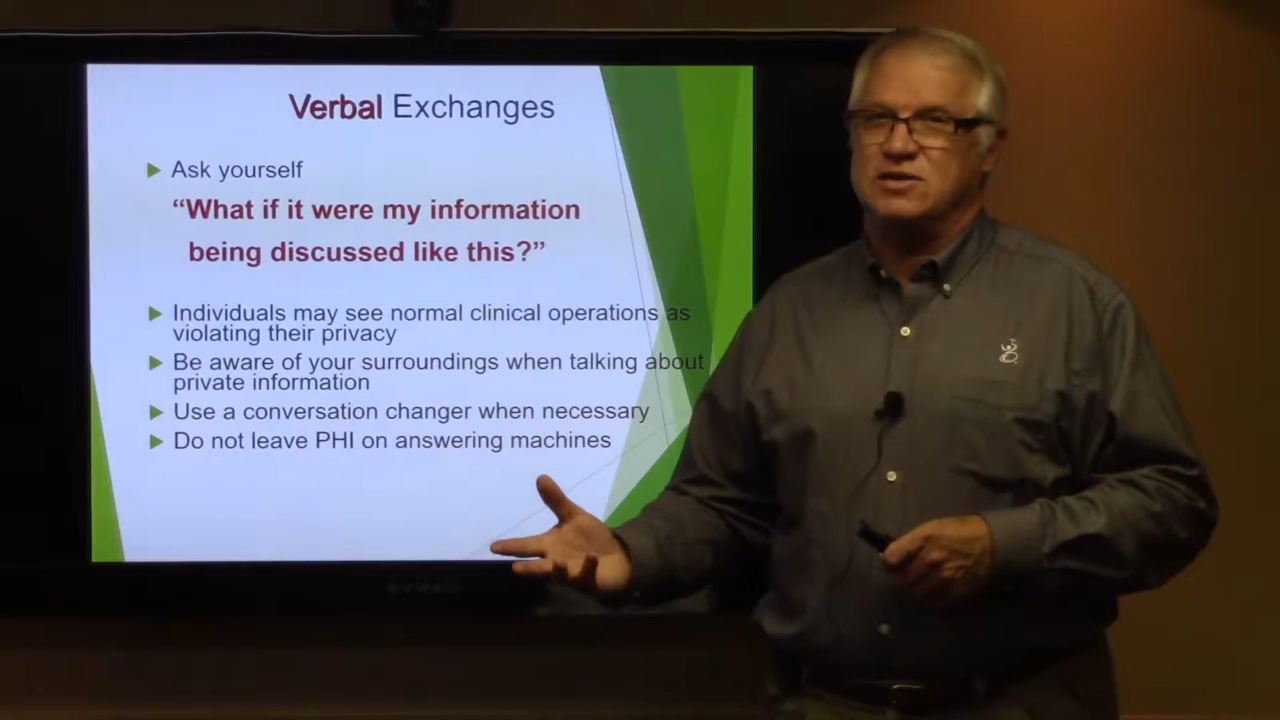 Verbal Exchanges
Ask yourself
“What if it were my information
being discussed like this?”
Individuals may see normal clinical operations as
violating their privacy
Be aware of your surroundings when talking about
private information
Use a conversation changer when necessary
Do not leave PHI on answering machines